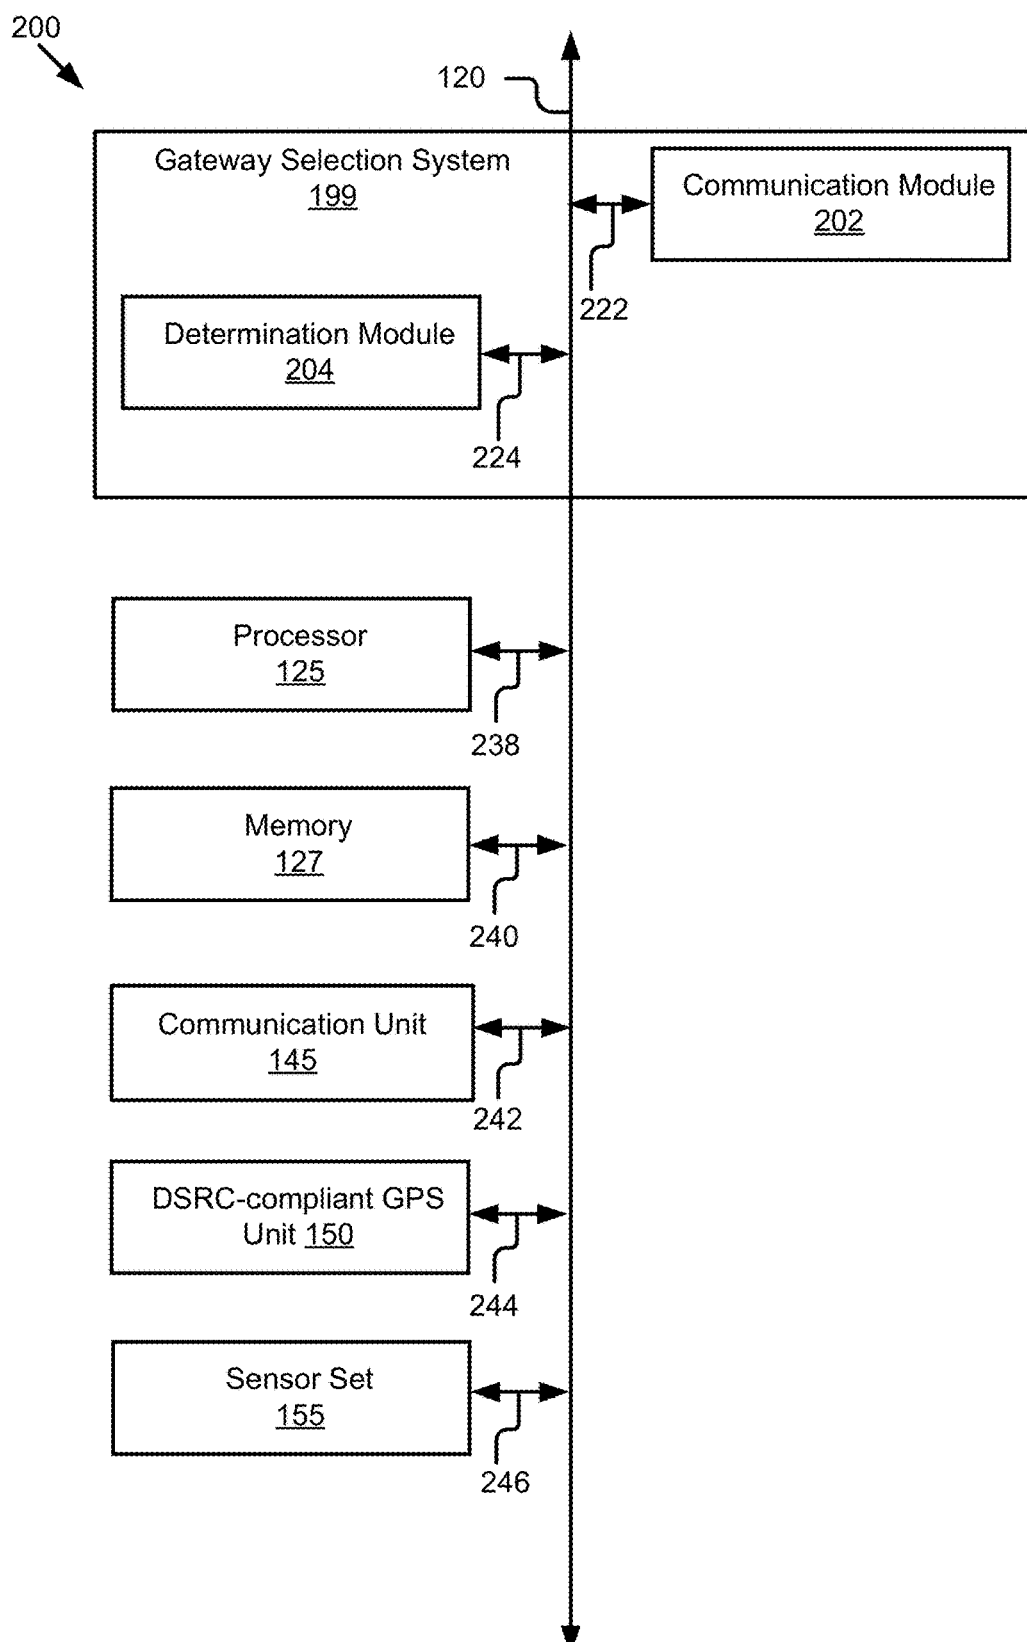 200
120
Gateway Selection System
199
Communication Module
202
222
Determination Module
204
224
Processor
125
238
Memory
127
240
Communication Unit
145
242
DSRC-compliant GPS
Unit 150
244
Sensor Set
155
246